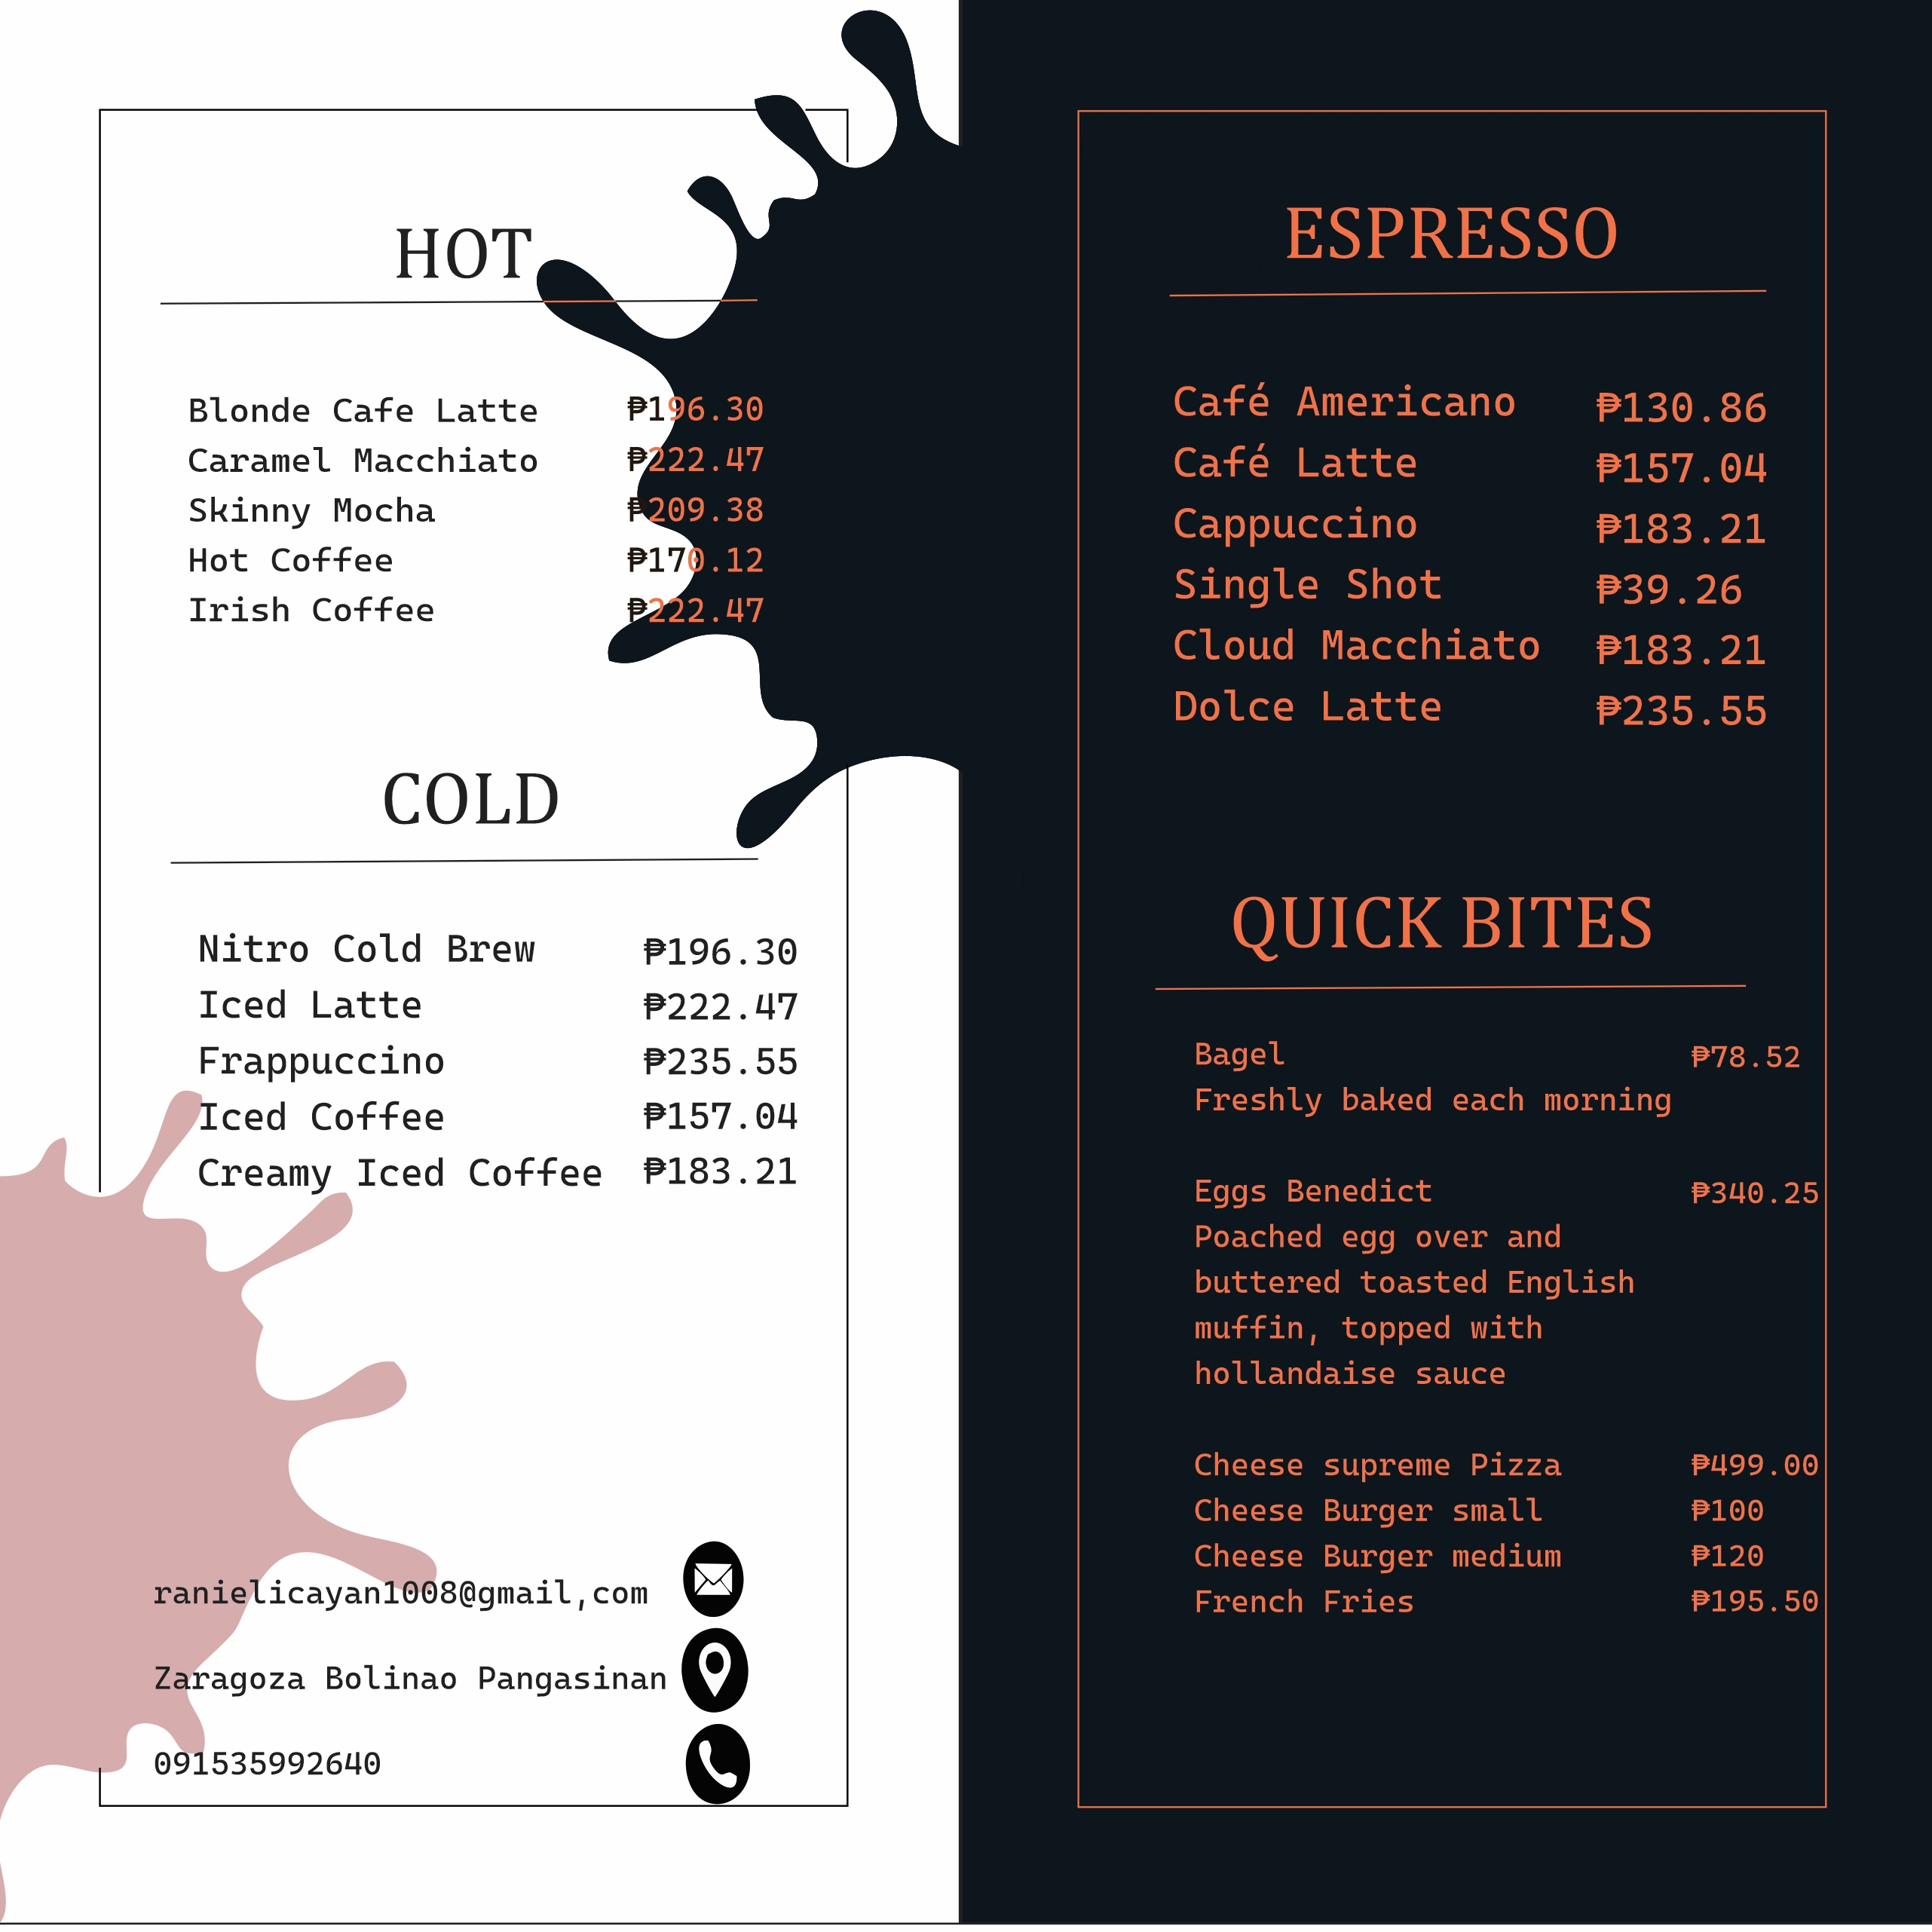 HOT
Blonde Cafe Latte ₱196.30
Caramel Macchiato ₱222.47
Skinny Mocha ₱209.38
Hot Coffee ₱170.12
Irish Coffee ₱222.47
COLD
Nitro Cold Brew ₱196.30
Iced Latte ₱222.47
Frappuccino ₱235.55
Iced Coffee ₱157.04
Creamy Iced Coffee ₱183.21
ranielicayan1008@gmail,com
Zaragoza Bolinao Pangasinan
091535992640
ESPRESSO
Café Americano ₱130.86
Café Latte ₱157.04
Cappuccino ₱183.21
Single Shot ₱39.26
Cloud Macchiato ₱183.21
Dolce Latte ₱235.55
QUICK BITES
Bagel ₱78.52
Freshly baked each morning
Eggs Benedict ₱340.25
Poached egg over and
buttered toasted English
muffin, topped with
hollandaise sauce
Cheese supreme Pizza ₱499.00
Cheese Burger small ₱100
Cheese Burger medium ₱120
French Fries ₱195.50